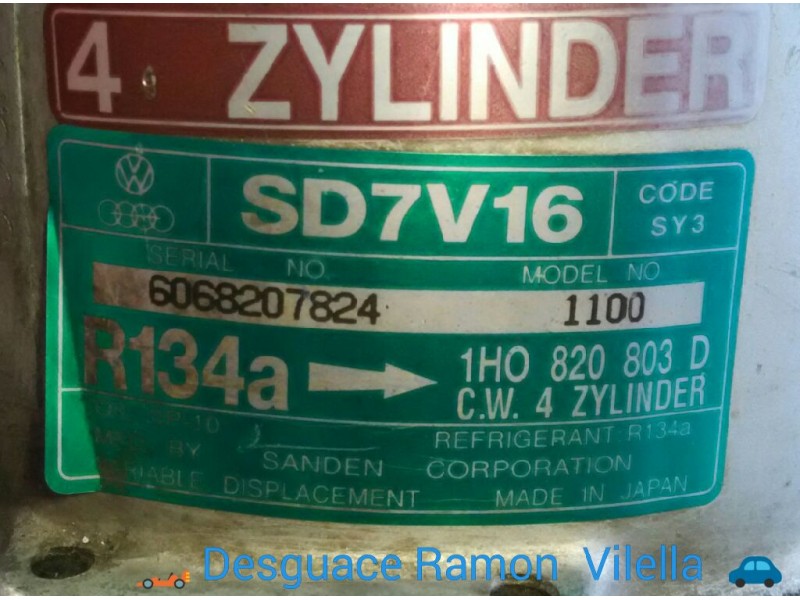 4 ZYLINDER
SD7V16
CODE
SY3
SERIAL NO.
MODEL NO
6068207824
1100
R134a
1HO 820 803 D
C.W. 4 ZYLINDER
REFRIGERANT: R134a
BY
SANDEN CORPORATION
DISPLACEMENT
MADE IN JAPAN
Desguace Ramon Vilella